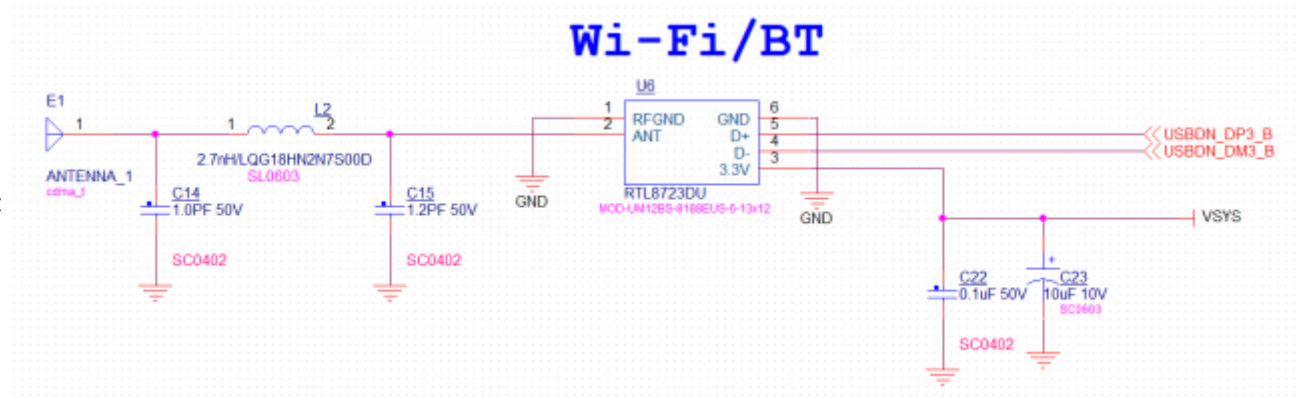 Wi-Fi/BT
E1
1
ANTENNA_1
cdma_t
1
L2
2
2.7nH/LQG18HN2N7S00D
SL0603
C14
1.0PF 50V
SC0402
C15
1.2PF 50V
SC0402
GND
U6
1
2
RFGND
ANT
GND
D+
D-
3.3V
6
5
4
3
RTL8723DU
MOD-UM12BS-8188EUS-6-13x12
GND
USBDN_DP3_B
USBDN_DM3_B
VSYS
C22
0.1uF 50V
SC0402
+
C23
10uF 10V
SC0603